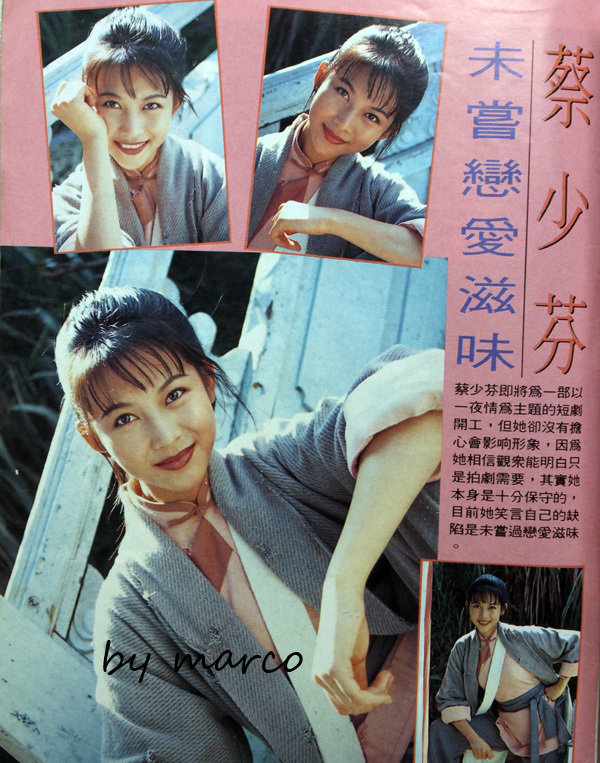 蔡少芬
未嘗戀愛滋味
蔡少芬即將爲一部以
一夜情爲主題的短劇
開工，但她卻沒有擔
心會影响形象，因爲
她相信觀衆能明白只
是拍劇需要，其實她
本身是十分保守的，
目前她笑言自己的缺
陷是未嘗過戀愛滋味
。
by marco